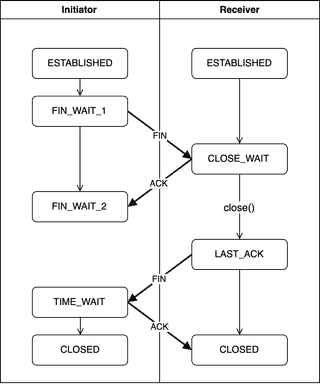 Initiator Receiver
ESTABLISHED ESTABLISHED
FIN_WAIT_1
FIN
CLOSE_WAIT
ACK
FIN_WAIT_2 close()
LAST_ACK
FIN
TIME_WAIT
ACK
CLOSED CLOSED